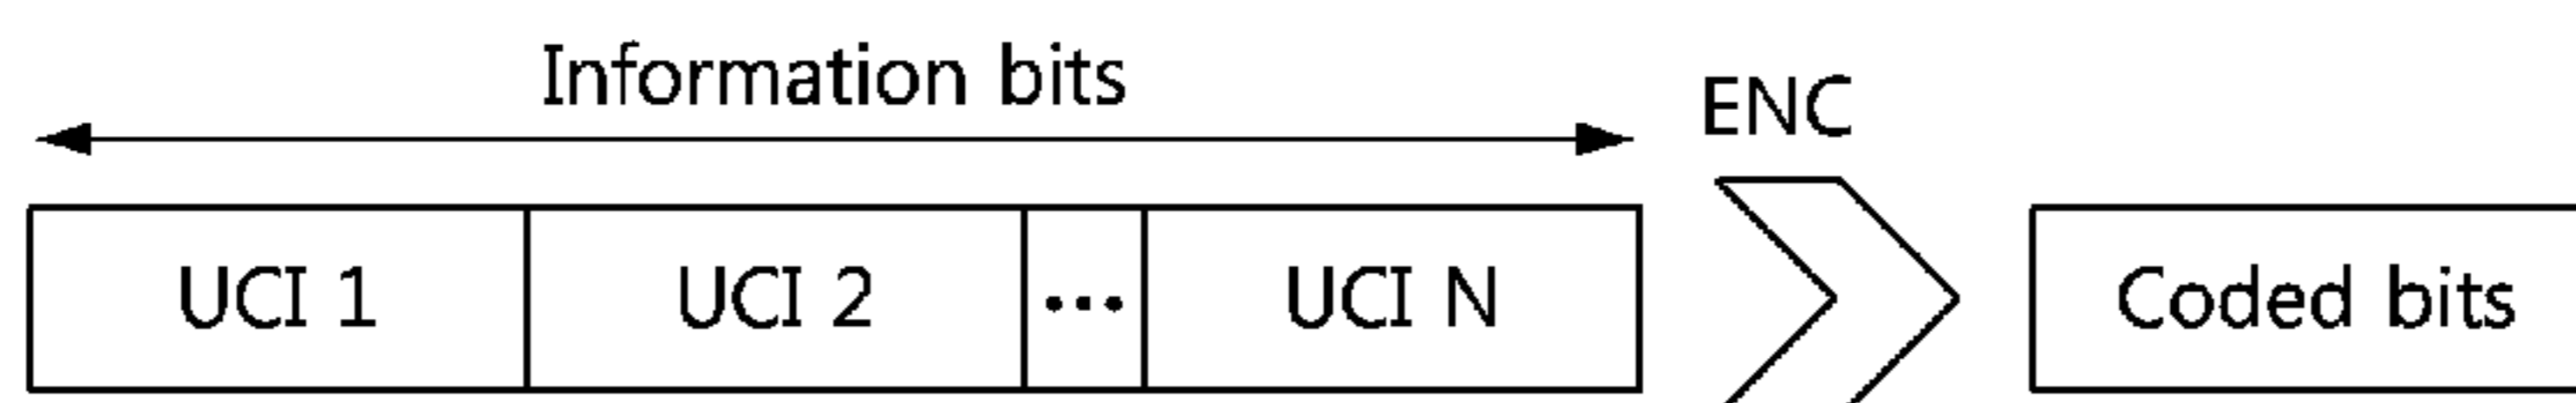 Information bits
ENC
UCI 1 UCI 2 ... UCI N Coded bits